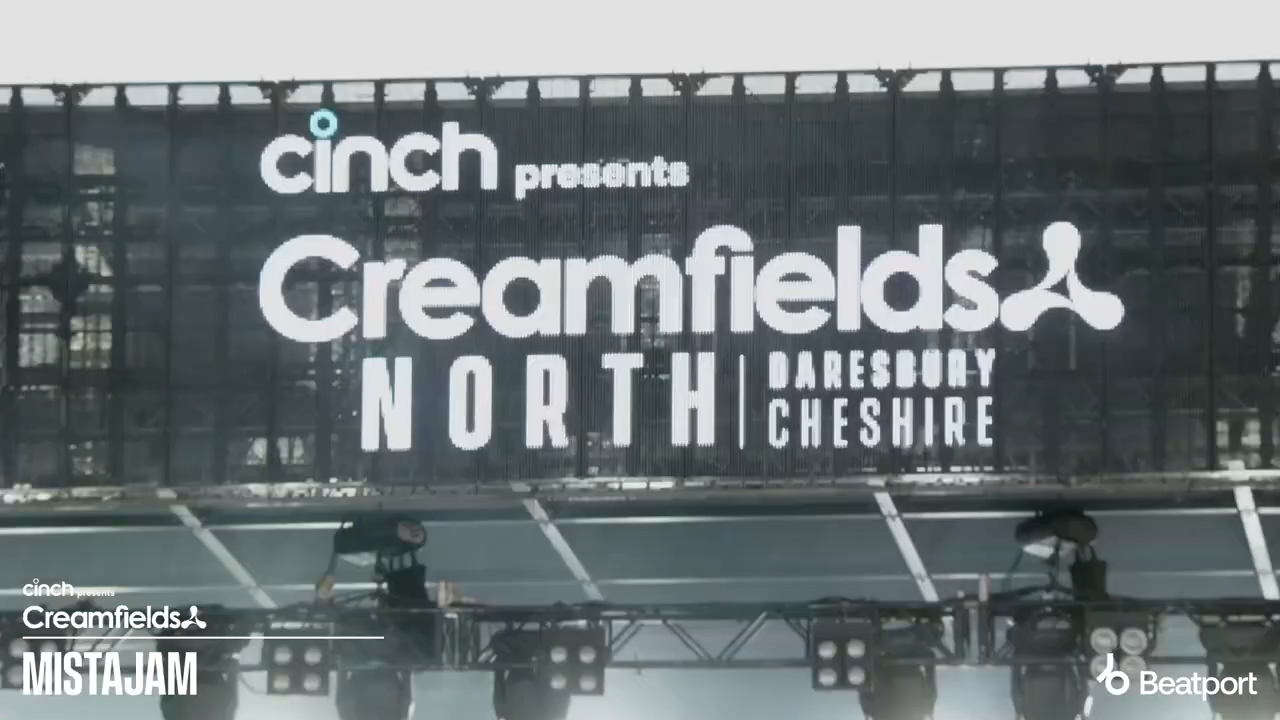 cinch presents
Creamfields
NORTH
DARESBURY
CHESHIRE
cinch presents
Creamfields
MISTAJAM
Beatport